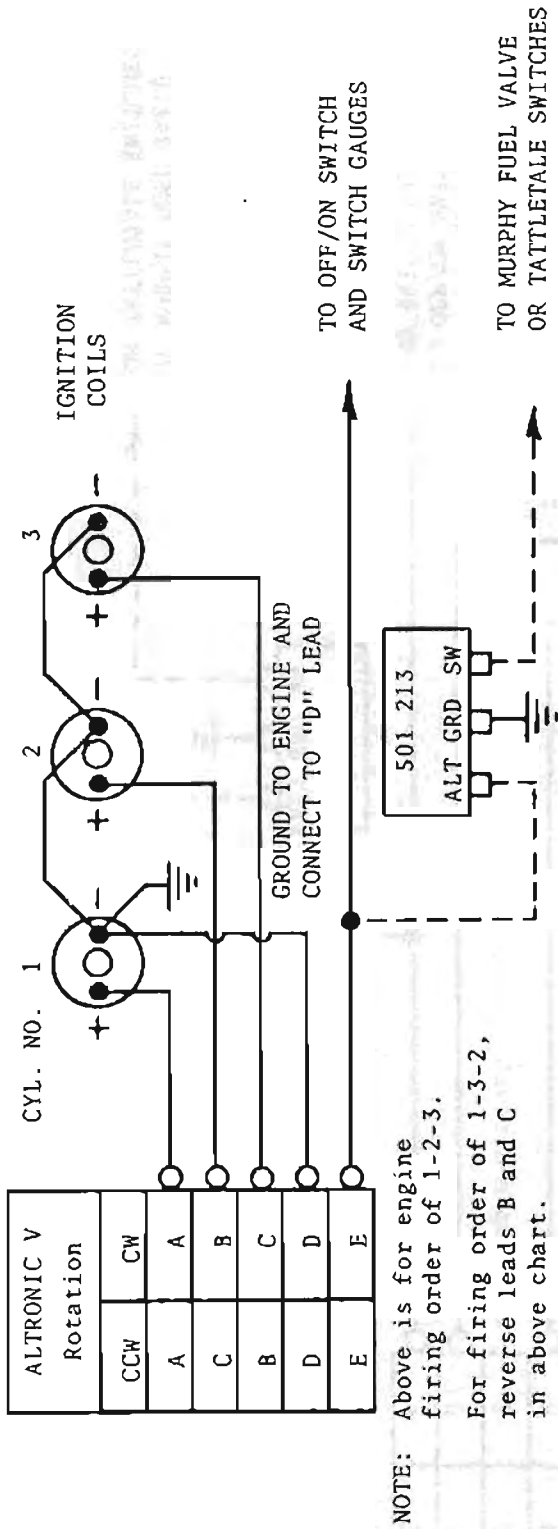 ALTRONIC V
Rotation
CCW CW
A A
C B
B C
D D
E E
CYL. NO. 1 2 3
+ - + - + -
IGNITION
COILS
GROUND TO ENGINE AND
CONNECT TO "D" LEAD
TO OFF/ON SWITCH
AND SWITCH GAUGES
501 213
ALT GRD SW
TO MURPHY FUEL VALVE
OR TATTLETALE SWITCHES
NOTE: Above is for engine
firing order of 1-2-3.
For firing order of 1-3-2,
reverse leads B and C
in above chart.